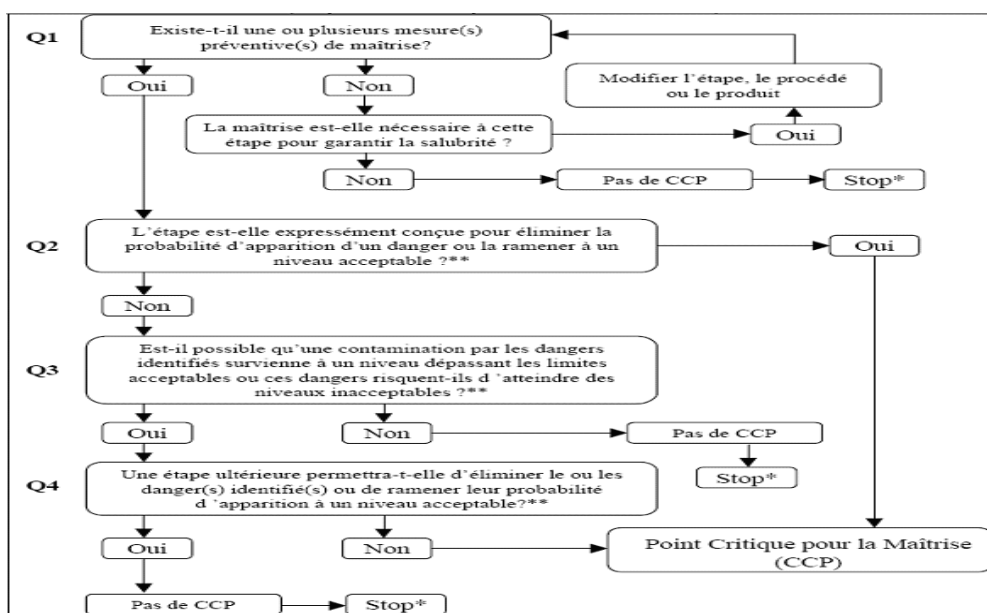 Q1
Existe-t-il une ou plusieurs mesure(s)
préventive(s) de maîtrise?
Oui
Non
Modifier l’étape, le procédé
ou le produit
La maîtrise est-elle nécessaire à cette
étape pour garantir la salubrité ?
Oui
Non
Pas de CCP
Stop*
Q2
L’étape est-elle expressément conçue pour éliminer la
probabilité d’apparition d’un danger ou la ramener à un
niveau acceptable ?**
Oui
Non
Q3
Est-il possible qu’une contamination par les dangers
identifiés survienne à un niveau dépassant les limites
acceptables ou ces dangers risquent-ils d ’atteindre des
niveaux inacceptables ?**
Oui
Non
Pas de CCP
Stop*
Q4
Une étape ultérieure permettra-t-elle d’éliminer le ou les
danger(s) identifié(s) ou de ramener leur probabilité
d ’apparition à un niveau acceptable?**
Oui
Non
Point Critique pour la Maîtrise
(CCP)
Pas de CCP
Stop*